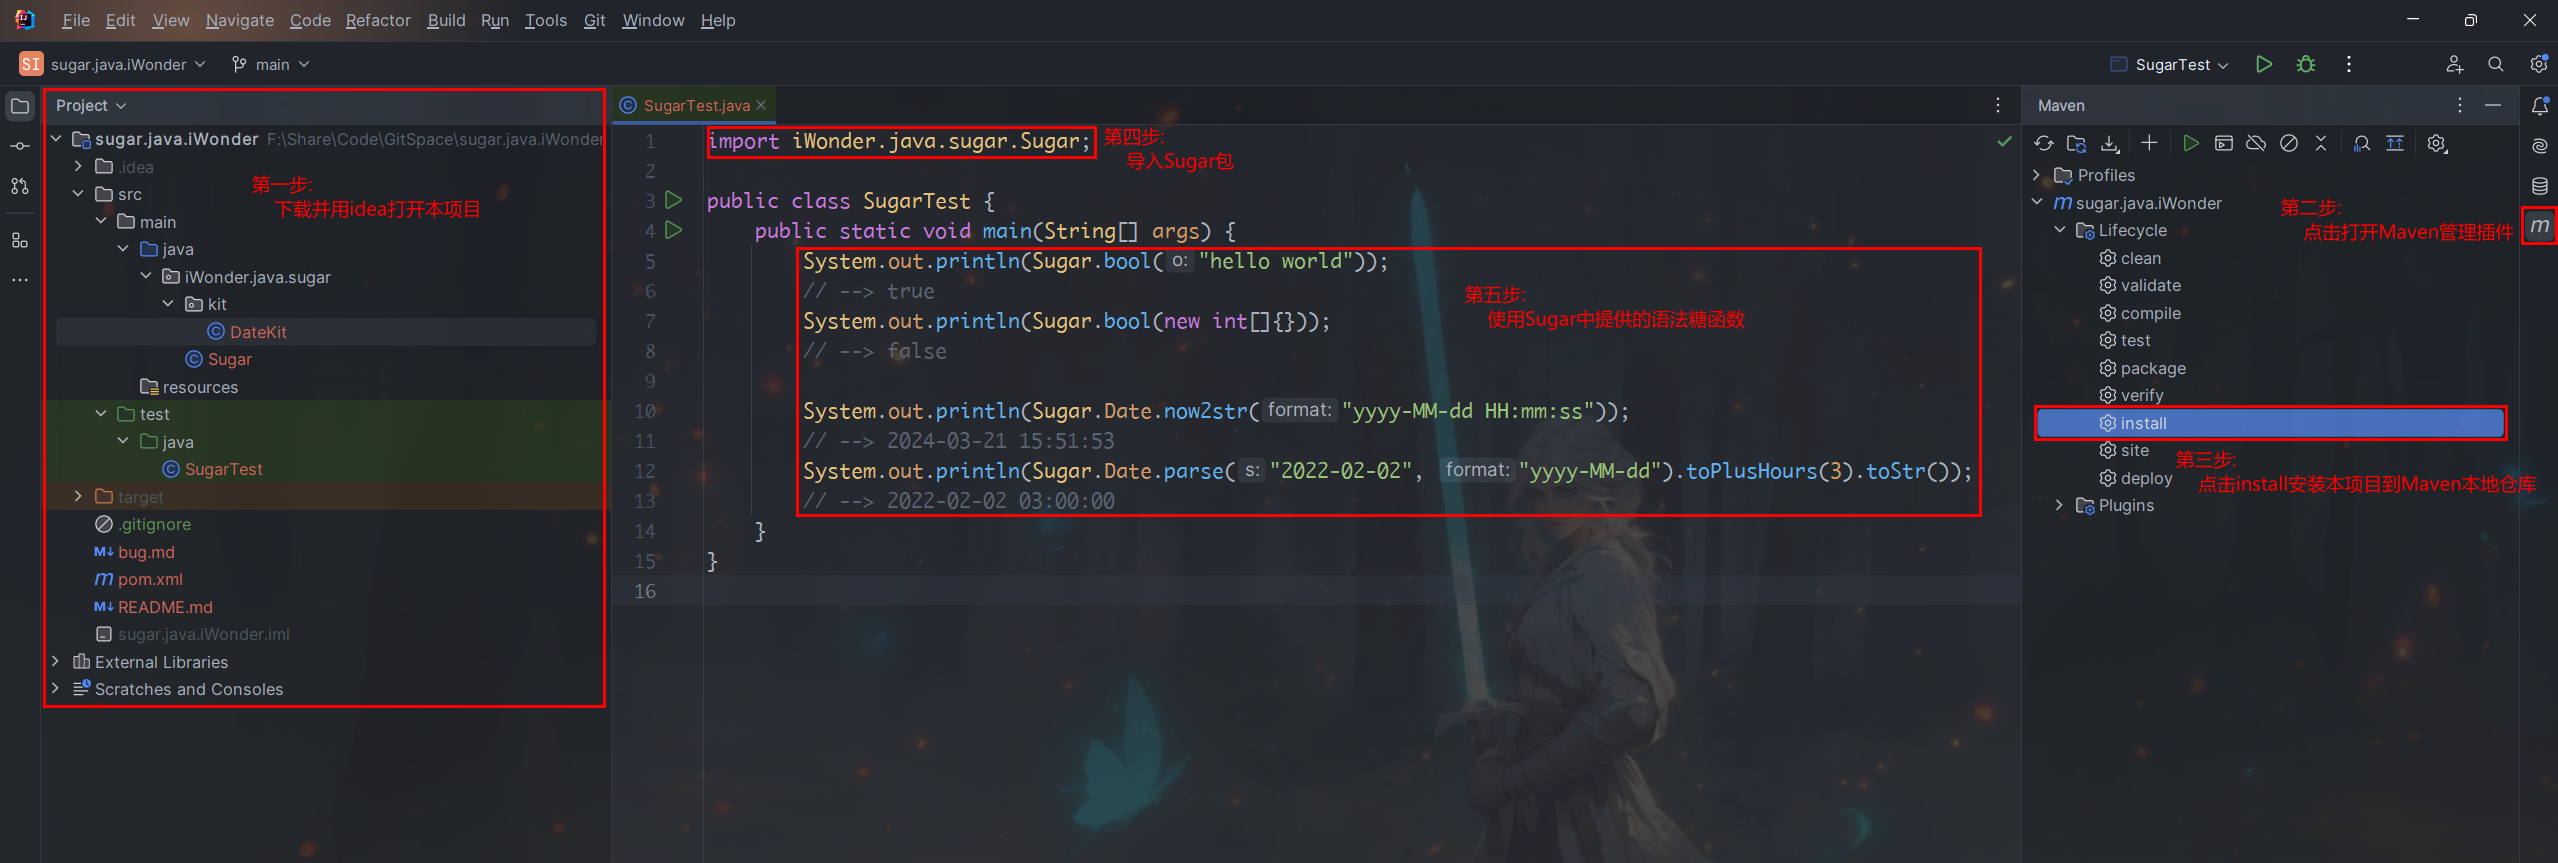 File Edit View Navigate Code Refactor Build Run Tools Git Window Help
SI sugar.java.iWonder main SugarTest
Project
sugar.java.iWonder F:\Share\Code\GitSpace\sugar.java.iWonder
.idea
第一步:
src
下载并用idea打开本项目
main
java
iWonder.java.sugar
kit
DateKit
Sugar
resources
test
java
SugarTest
target
.gitignore
M↓ bug.md
m pom.xml
M↓ README.md
sugar.java.iWonder.iml
External Libraries
Scratches and Consoles
SugarTest.java
1 import iWonder.java.sugar.Sugar;
第四步:
导入Sugar包
2
3 public class SugarTest {
4 public static void main(String[] args) {
5 System.out.println(Sugar.bool( o: "hello world"));
6 // --> true
第五步:
使用Sugar中提供的语法糖函数
7 System.out.println(Sugar.bool(new int[]{}));
8 // --> false
9
10 System.out.println(Sugar.Date.now2str( format: "yyyy-MM-dd HH:mm:ss"));
11 // --> 2024-03-21 15:51:53
12 System.out.println(Sugar.Date.parse( s: "2022-02-02", format: "yyyy-MM-dd").toPlusHours(3).toStr());
13 // --> 2022-02-02 03:00:00
14 }
15 }
16
Maven
Profiles
m sugar.java.iWonder
第二步:
点击打开Maven管理插件
m
Lifecycle
clean
validate
compile
test
package
verify
install
site
第三步:
点击install安装本项目到Maven本地仓库
deploy
Plugins